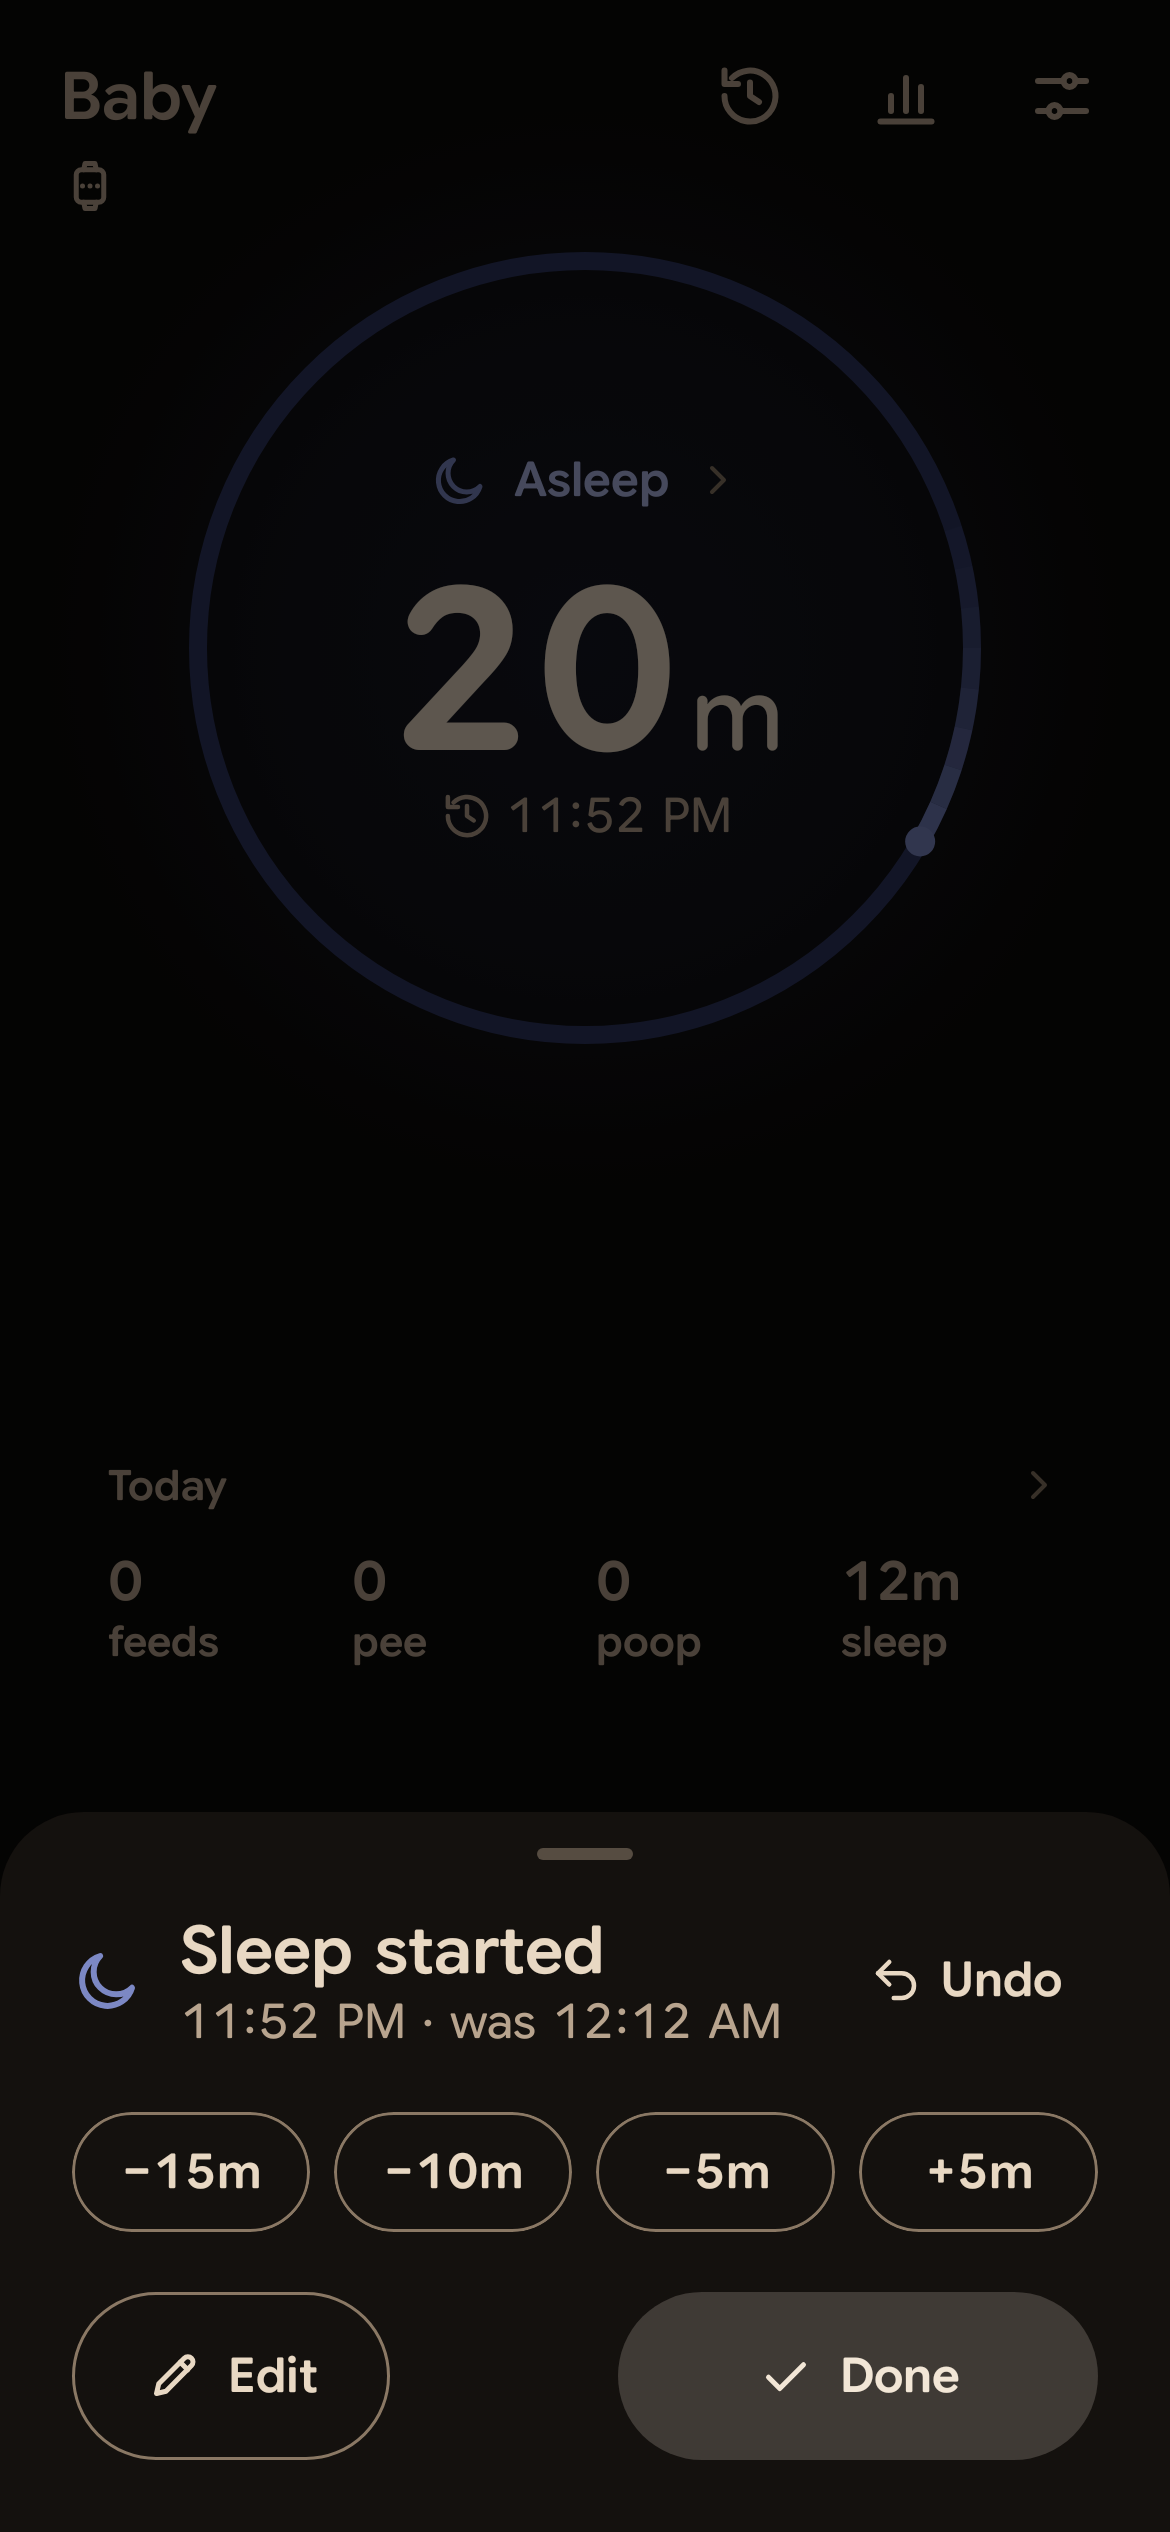 Baby
Asleep
20m
11:52 PM
Today
0 0 0 12m
feeds pee poop sleep
Sleep started
11:52 PM · was 12:12 AM
Undo
−15m −10m −5m +5m
Edit Done